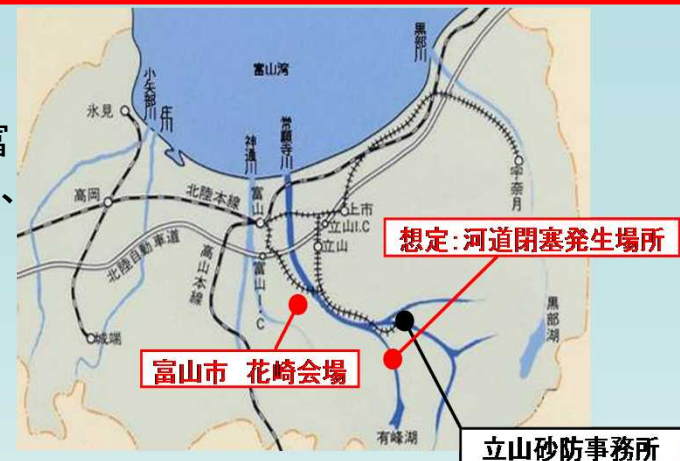 富
、
富山湾
黒部川
小矢部川
庄川
氷見
神通川
常願寺川
宇奈月
高岡
北陸本線
富山
上市
立山I.C
立山
北陸自動車道
高山本線
富山I.C
想定:河道閉塞発生場所
黒部湖
城端
富山市 花崎会場
有峰湖
立山砂防事務所